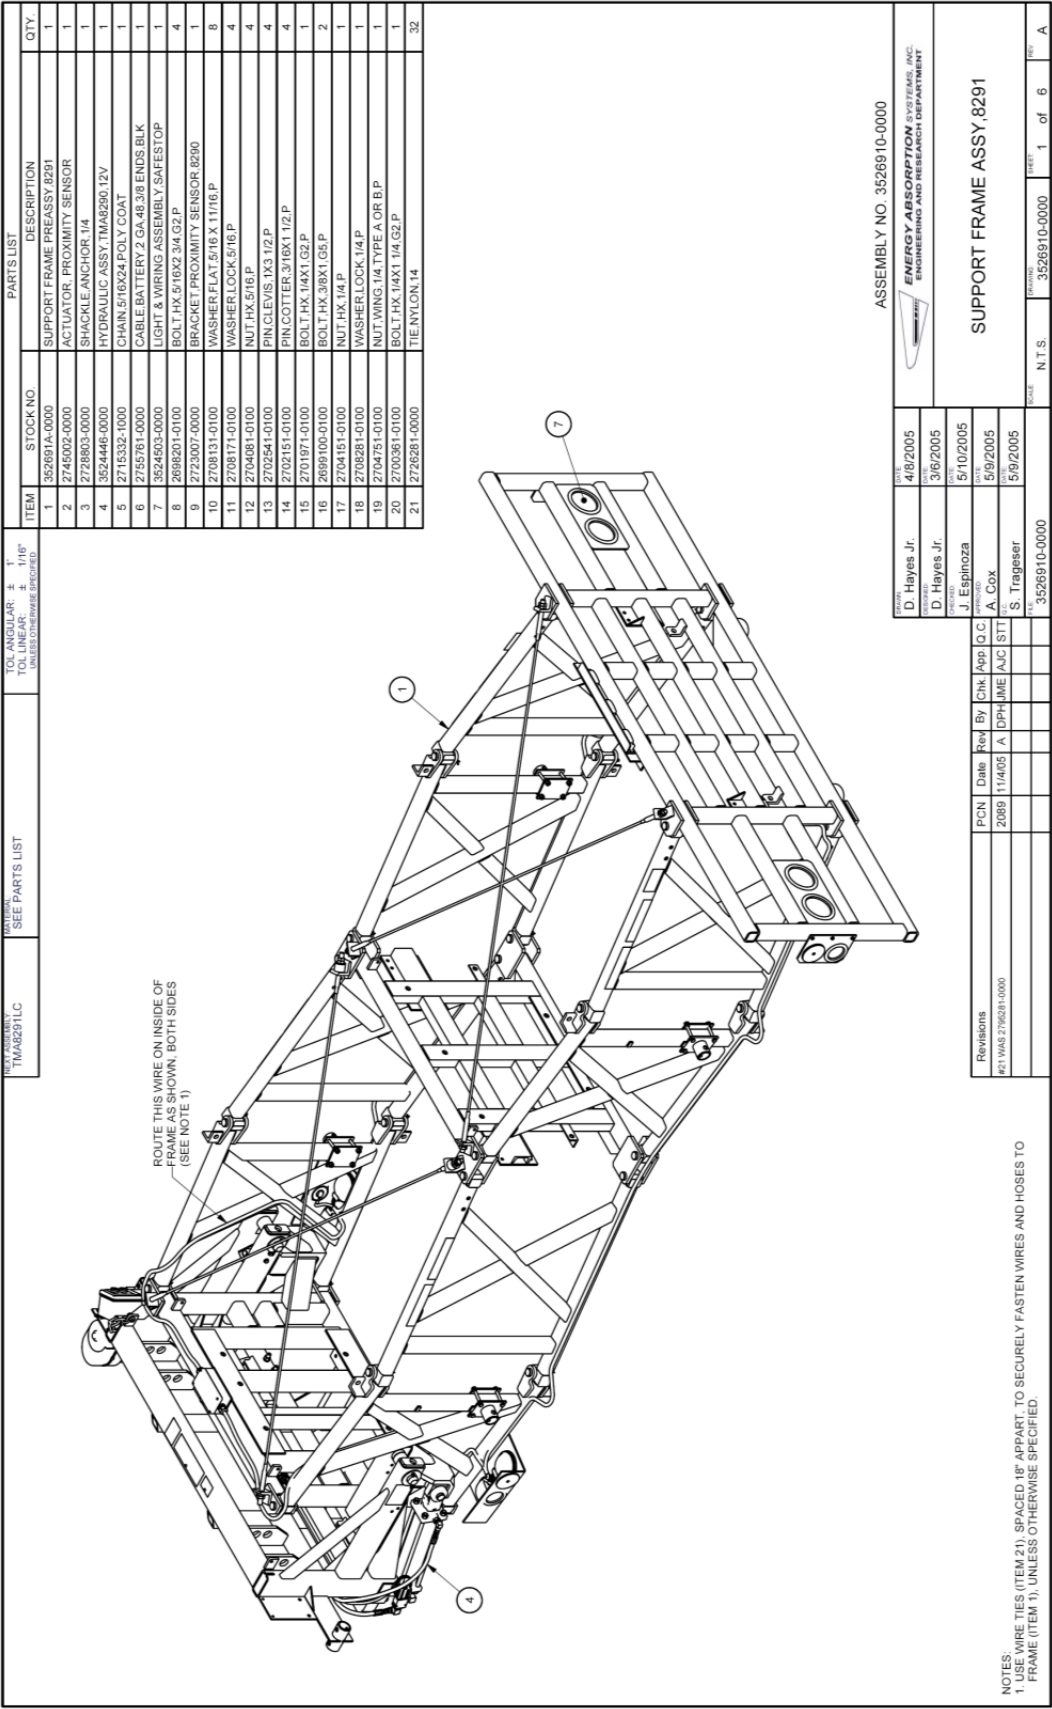 NEXT ASSEMBLY:
TMA8291LC
MATERIAL:
SEE PARTS LIST
TOL ANGULAR: ± 1°
TOL LINEAR: ± 1/16"
UNLESS OTHERWISE SPECIFIED
PARTS LIST
ITEM STOCK NO. DESCRIPTION QTY.
1 352691A-0000 SUPPORT FRAME PREASSY,8291 1
2 2745002-0000 ACTUATOR, PROXIMITY SENSOR 1
3 2728803-0000 SHACKLE,ANCHOR,1/4 1
4 3524446-0000 HYDRAULIC ASSY,TMA8290,12V 1
5 2715332-1000 CHAIN,5/16X24,POLY COAT 1
6 2755761-0000 CABLE,BATTERY,2 GA,48,3/8 ENDS,BLK 1
7 3524503-0000 LIGHT & WIRING ASSEMBLY,SAFESTOP 1
8 2698201-0100 BOLT,HX,5/16X2 3/4,G2,P 4
9 2723007-0000 BRACKET,PROXIMITY SENSOR,8290 1
10 2708131-0100 WASHER,FLAT,5/16 X 11/16,P 8
11 2708171-0100 WASHER,LOCK,5/16,P 4
12 2704081-0100 NUT,HX,5/16,P 4
13 2702541-0100 PIN,CLEVIS,1X3 1/2,P 4
14 2702151-0100 PIN,COTTER,3/16X1 1/2,P 4
15 2701971-0100 BOLT,HX,1/4X1,G2,P 1
16 2699100-0100 BOLT,HX,3/8X1,G5,P 2
17 2704151-0100 NUT,HX,1/4,P 1
18 2708281-0100 WASHER,LOCK,1/4,P 1
19 2704751-0100 NUT,WING,1/4,TYPE A OR B,P 1
20 2700361-0100 BOLT,HX,1/4X1 1/4,G2,P 1
21 2726281-0000 TIE,NYLON,14 32
ROUTE THIS WIRE ON INSIDE OF
FRAME AS SHOWN, BOTH SIDES
(SEE NOTE 1)
1
7
4
ASSEMBLY NO. 3526910-0000
NOTES:
1. USE WIRE TIES (ITEM 21), SPACED 18" APPART, TO SECURELY FASTEN WIRES AND HOSES TO
FRAME (ITEM 1), UNLESS OTHERWISE SPECIFIED.
Revisions PCN Date Rev By Chk. App. Q.C.
#21 WAS 2795281-0000 2089 11/4/05 A DPH JME AJC STT
DRAWN: D. Hayes Jr. DATE: 4/8/2005
DESIGNED: D. Hayes Jr. DATE: 3/6/2005
CHECKED: J. Espinoza DATE: 5/10/2005
APPROVED: A. Cox DATE: 5/9/2005
Q.C. S. Trageser DATE: 5/9/2005
ENERGY ABSORPTION SYSTEMS, INC.
ENGINEERING AND RESEARCH DEPARTMENT
SUPPORT FRAME ASSY,8291
FILE: 3526910-0000 SCALE: N.T.S. DRAWING: 3526910-0000 SHEET: 1 of 6 REV: A